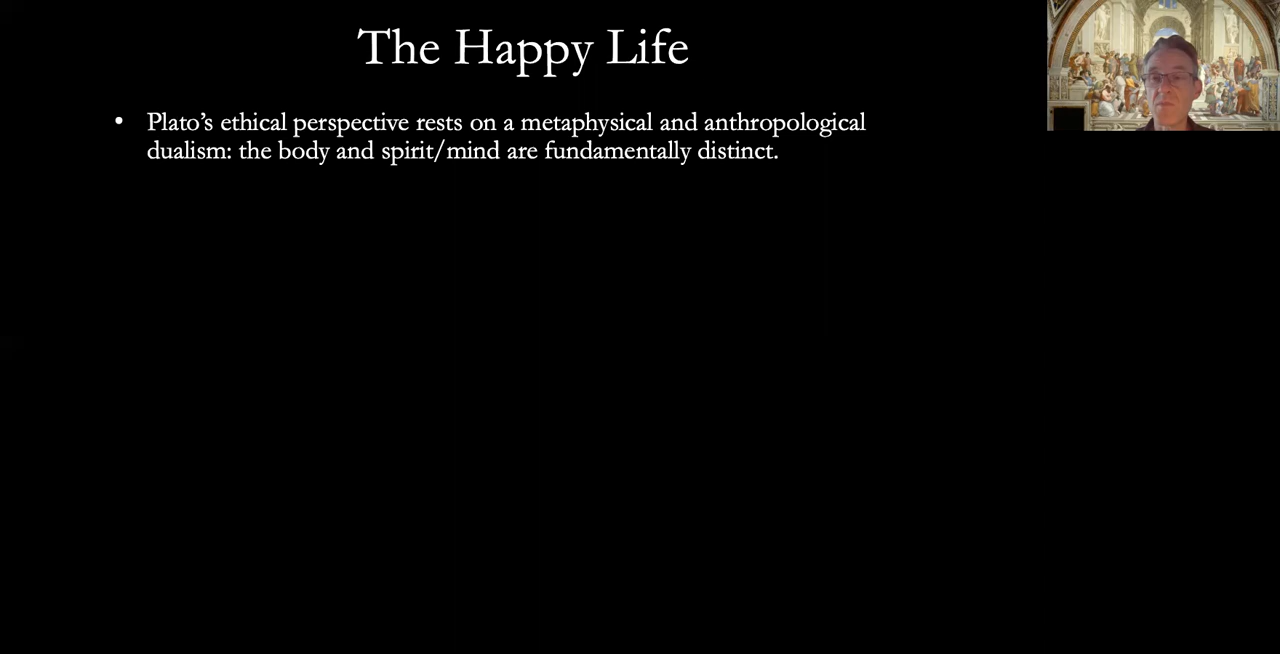 The Happy Life
• Plato’s ethical perspective rests on a metaphysical and anthropological
dualism: the body and spirit/mind are fundamentally distinct.